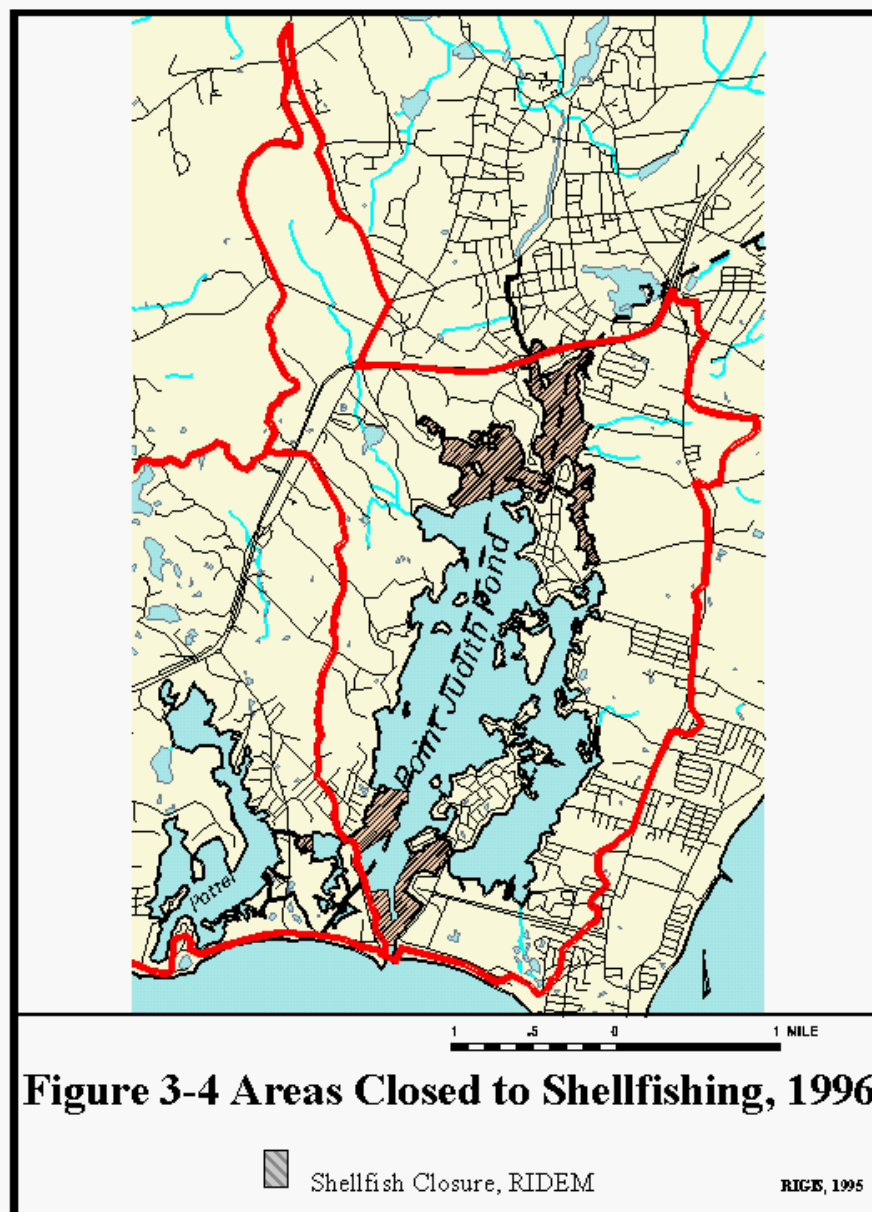 Point Judith Pond
Potter
1 .5 0 1 MILE
Figure 3-4 Areas Closed to Shellfishing, 1996
Shellfish Closure, RIDEM
RIGIS, 1995